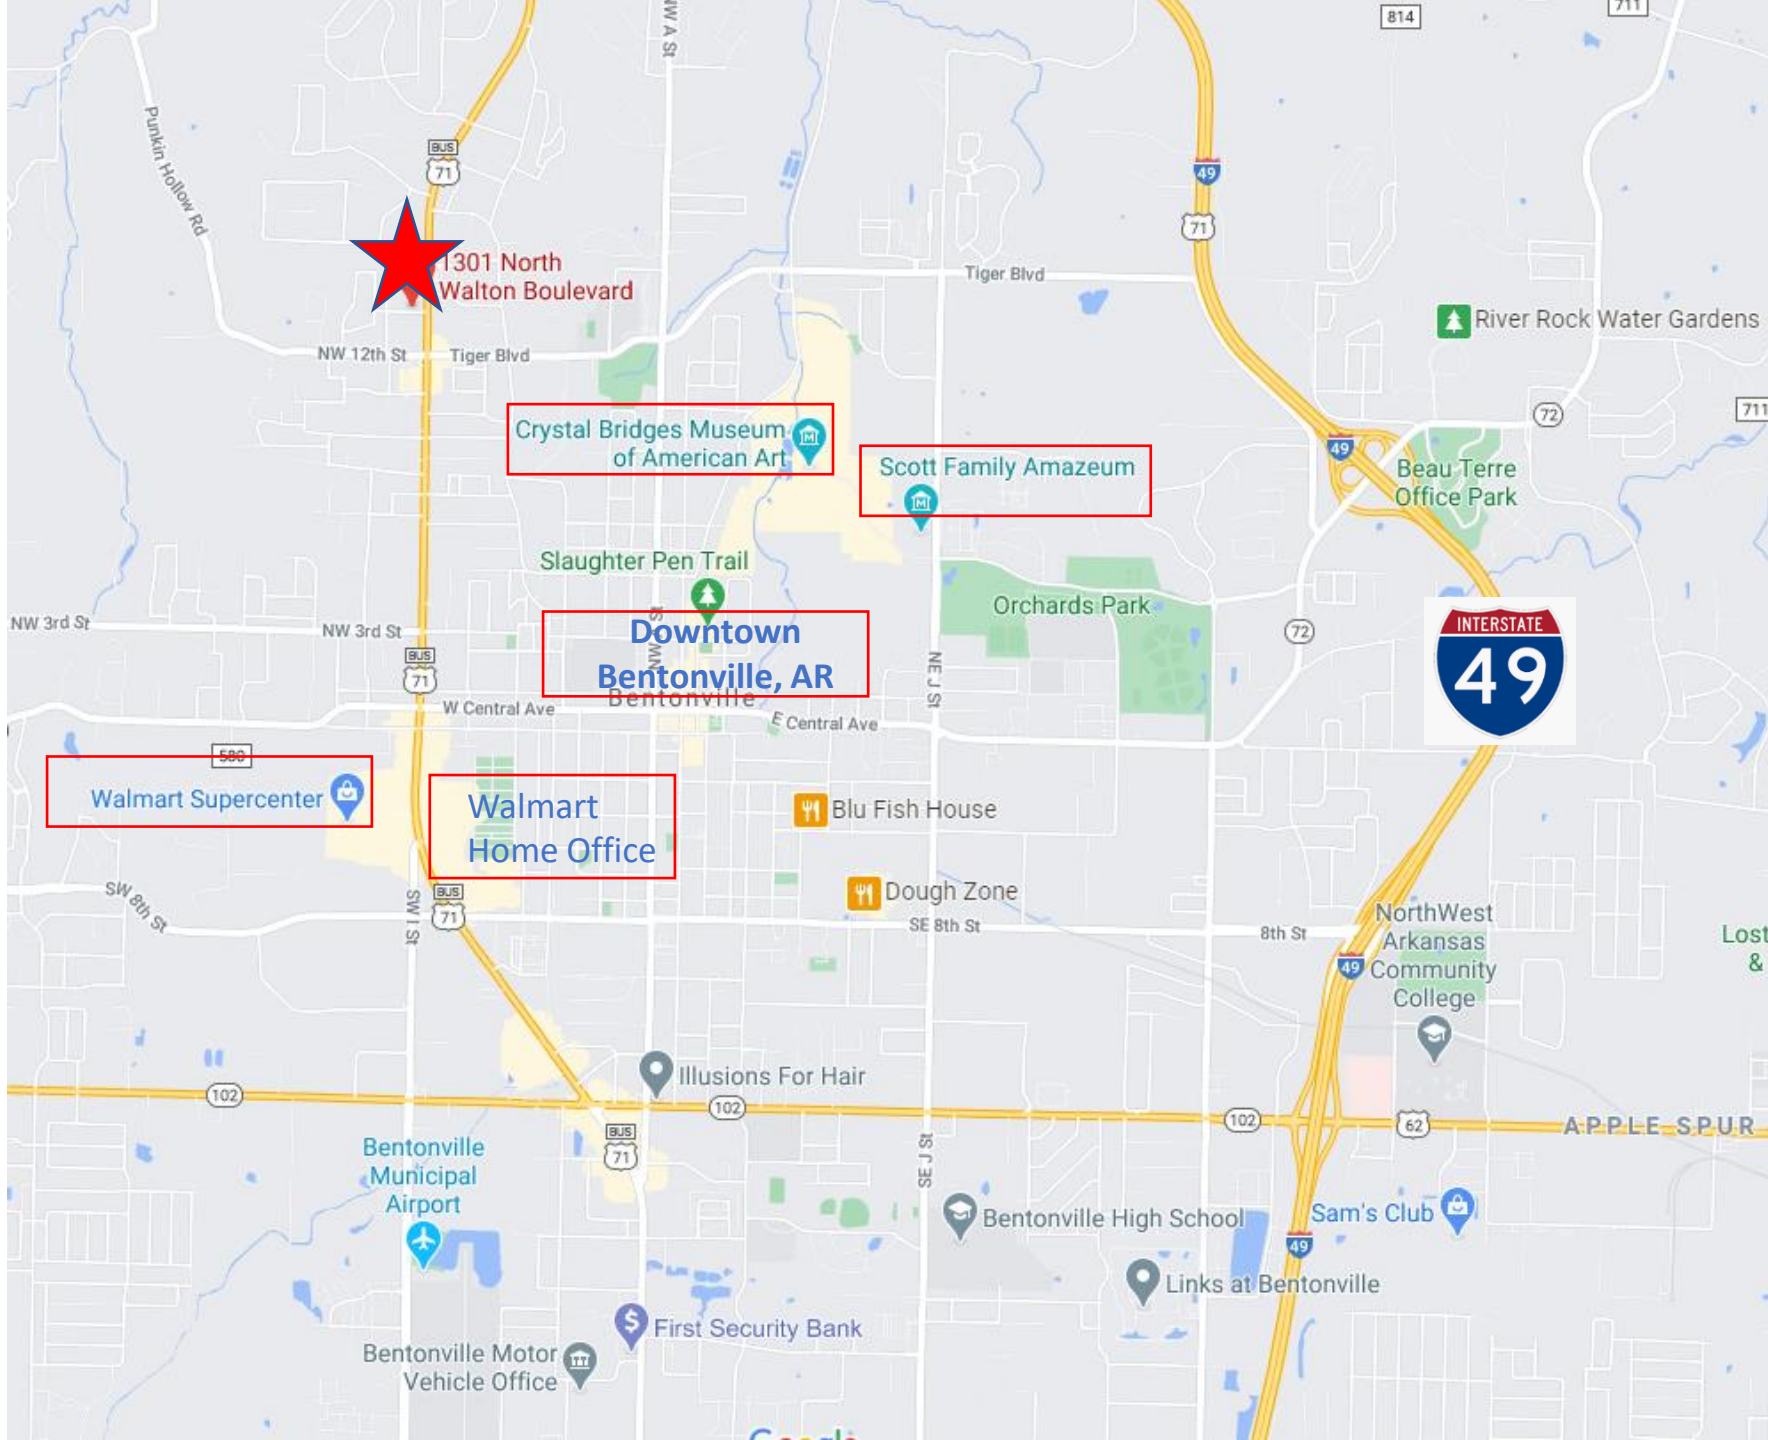 814
711
NW A St
Punkin Hollow Rd
BUS
71
49
71
1301 North
Walton Boulevard
Tiger Blvd
River Rock Water Gardens
NW 12th St
Tiger Blvd
72
711
Crystal Bridges Museum
of American Art
49
Scott Family Amazeum
Beau Terre
Office Park
Slaughter Pen Trail
Orchards Park
NW 3rd St
NW 3rd St
Downtown
Bentonville, AR
72
INTERSTATE
49
BUS
71
NE J St
Bentonville
W Central Ave
E Central Ave
580
Walmart Supercenter
Walmart
Home Office
Blu Fish House
Dough Zone
SW 8th St
SW I St
BUS
71
SE 8th St
8th St
NorthWest
Arkansas
Community
College
49
Lost
&
Illusions For Hair
102
102
102
62
APPLE SPUR
BUS
71
SE J St
Bentonville
Municipal
Airport
Bentonville High School
Sam's Club
49
Links at Bentonville
First Security Bank
Bentonville Motor
Vehicle Office